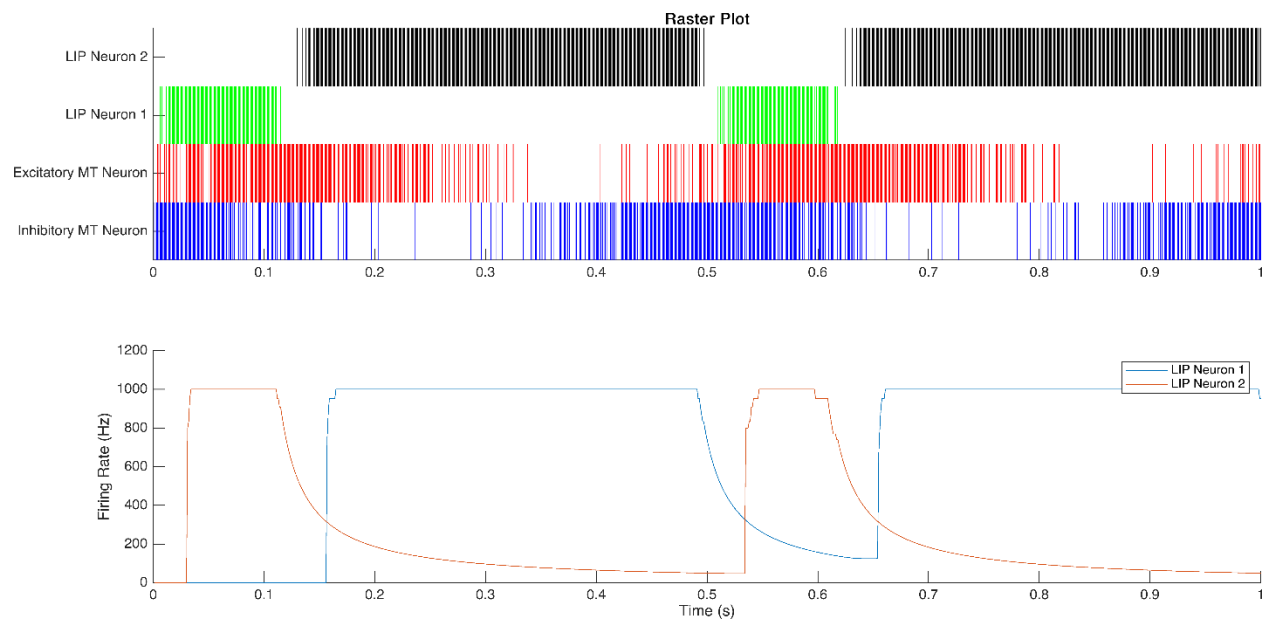 Raster Plot
LIP Neuron 2
LIP Neuron 1
Excitatory MT Neuron
Inhibitory MT Neuron
0 0.1 0.2 0.3 0.4 0.5 0.6 0.7 0.8 0.9 1
1200
1000
800
600
400
200
0
Firing Rate (Hz)
LIP Neuron 1
LIP Neuron 2
0 0.1 0.2 0.3 0.4 0.5 0.6 0.7 0.8 0.9 1
Time (s)